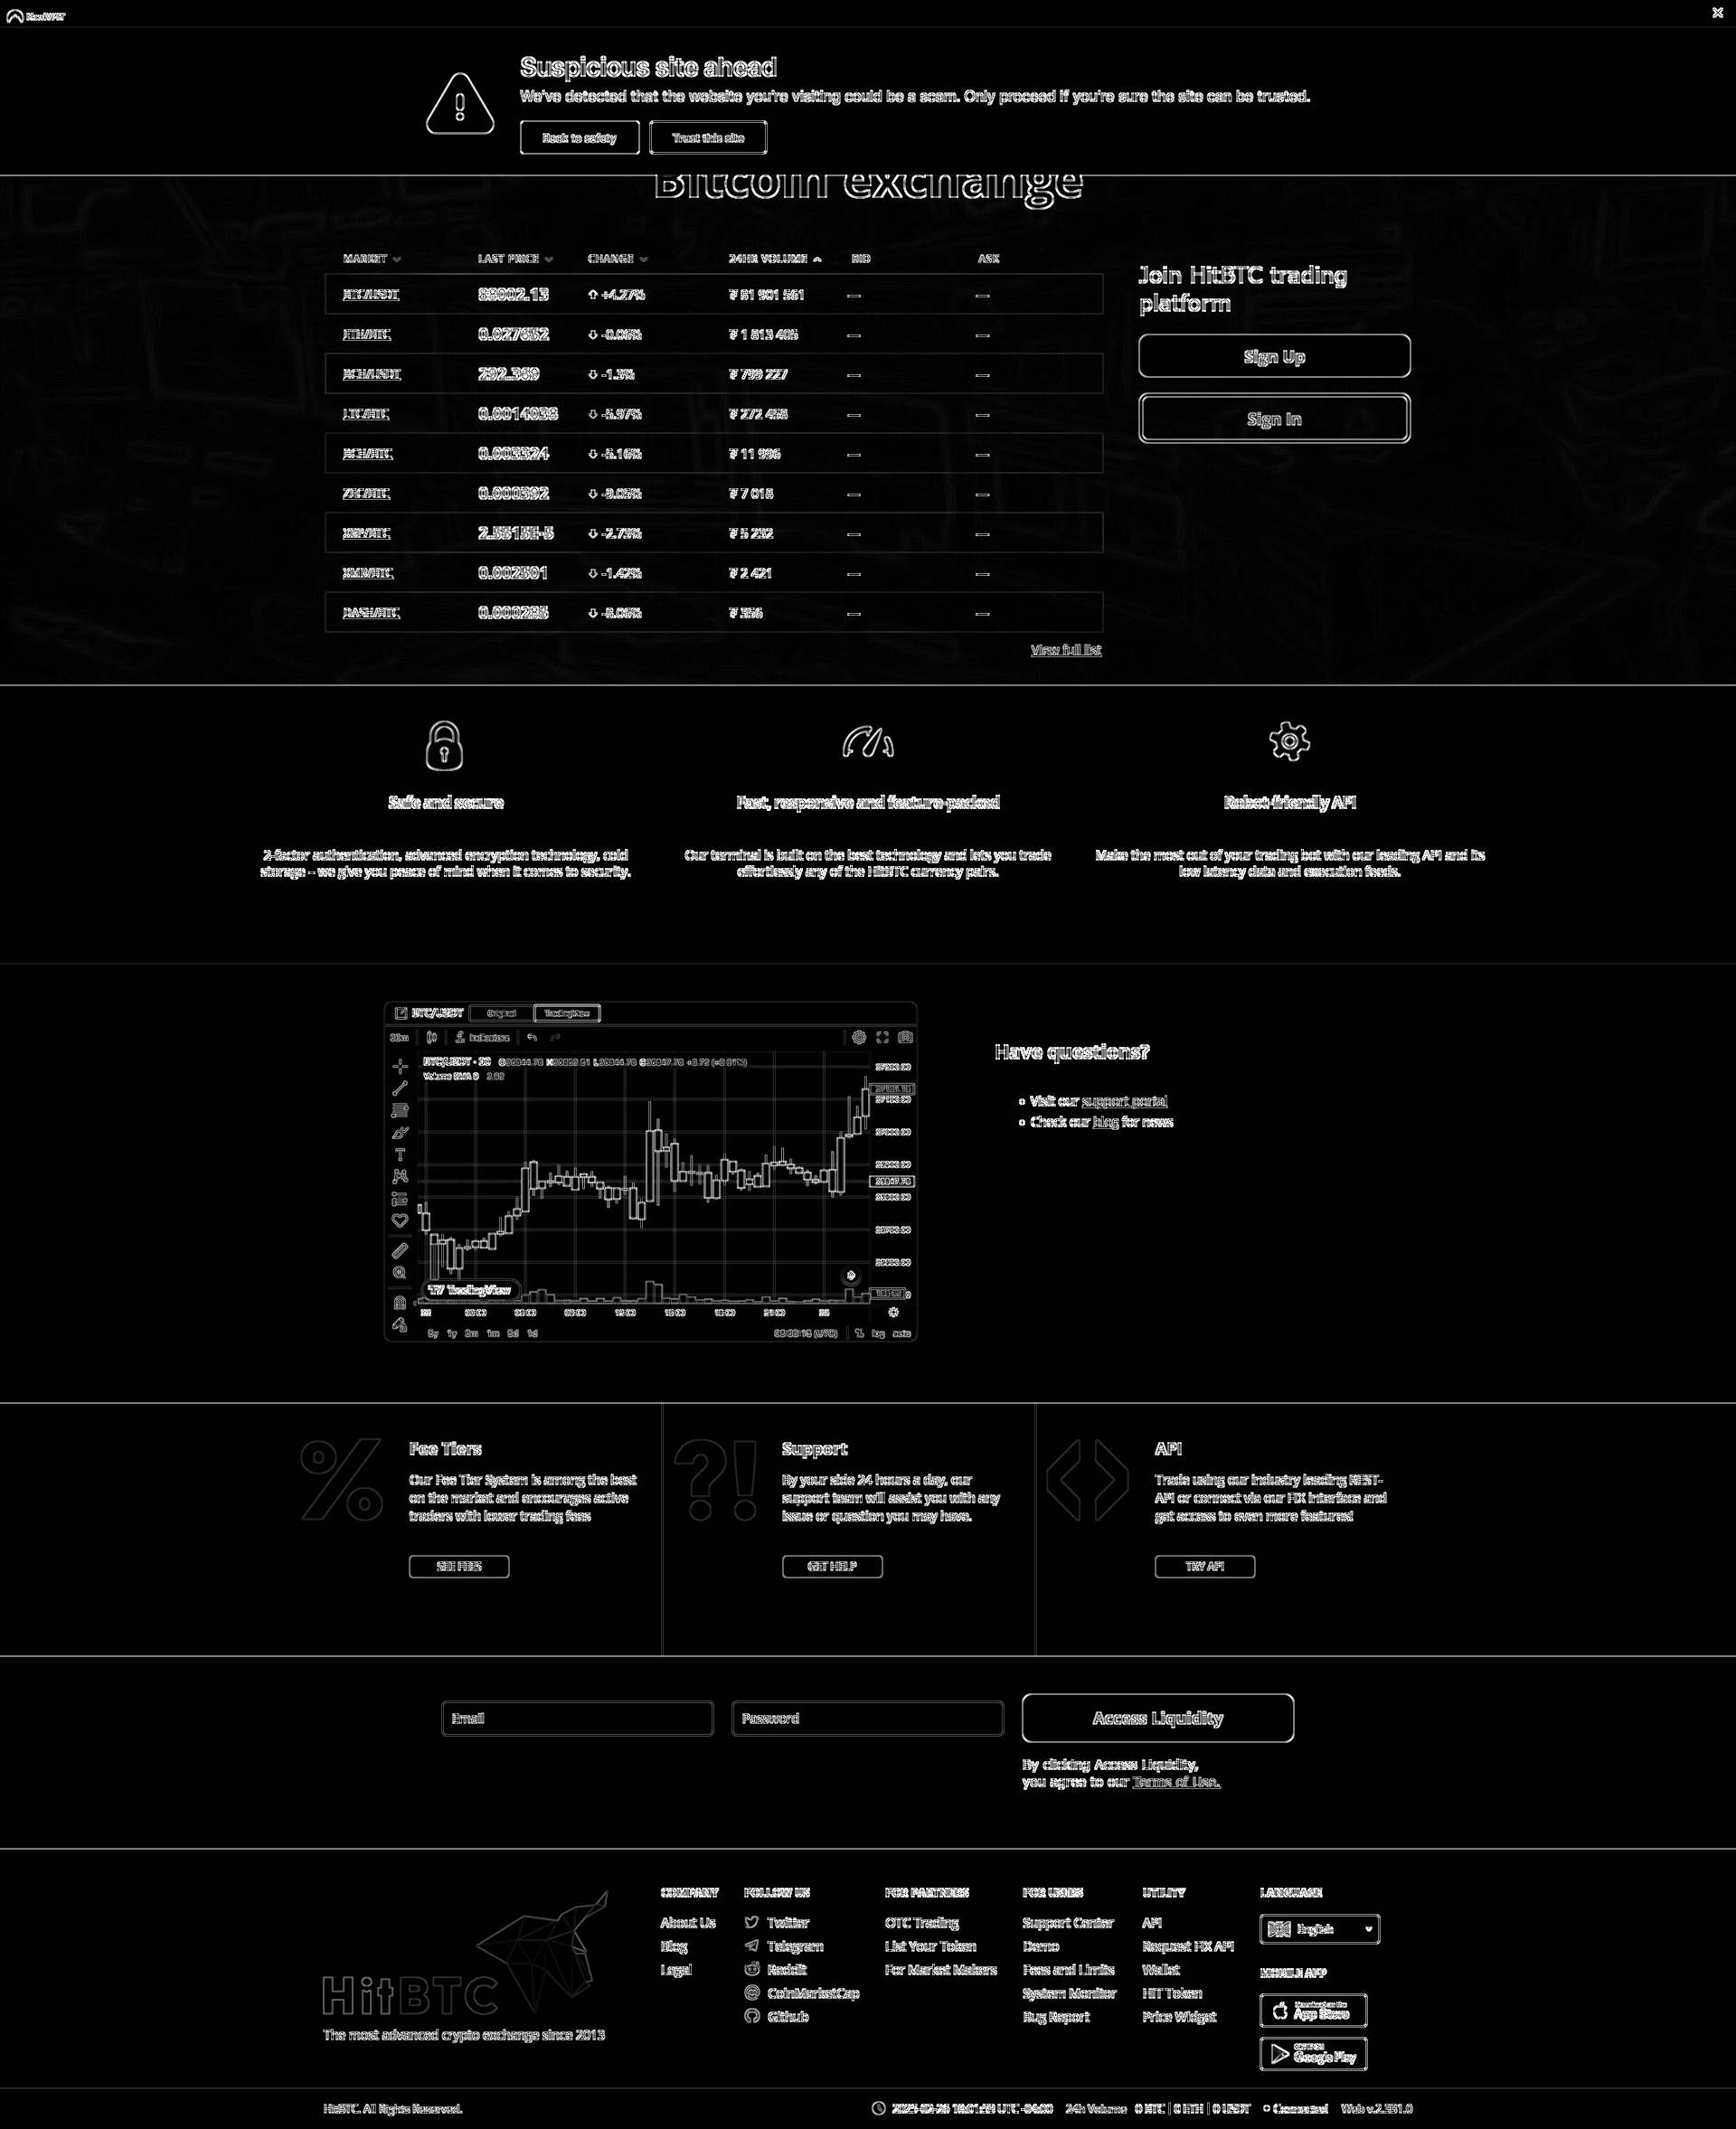 NordVPN
Suspicious site ahead
We've detected that the website you're visiting could be a scam. Only proceed if you're sure the site can be trusted.
Back to safety
Trust this site
Bitcoin exchange
MARKET LAST PRICE CHANGE 24HR VOLUME BID ASK
BTC/USDT 88002.13 +4.27% ₮ 51 901 561 — —
ETH/BTC 0.027652 -0.06% ₮ 1 813 405 — —
BCH/USDT 292.369 -1.3% ₮ 799 227 — —
LTC/BTC -5.97% ₮ 272 458 — —
BCH/BTC 0.003324 -5.16% — —
ZEC/BTC 0.000392 -9.05% ₮ 7 018 — —
XRP/BTC -2.73% ₮ 5 292 — —
XMR/BTC 0.002501 -1.42% ₮ 2 421 — —
DASH/BTC 0.000285 — —
View full list
Join HitBTC trading
platform
Sign Up
Sign In
Safe and secure
2-factor authentication, advanced encryption technology, cold
storage – we give you peace of mind when it comes to security.
Fast, responsive and feature-packed
Our terminal is built on the best technology and lets you trade
effortlessly any of the HitBTC currency pairs.
Robot-friendly API
Make the most out of your trading bot with our leading API and its
low latency data and execution feeds.
BTC/USDT Original TradingView
30m Indicators
BTC/USDT · 30
Volume SMA 9
TradingView
5y 1y 3m 1m 5d 1d
(UTC) % log auto
Have questions?
Visit our support portal
Check our blog for news
Fee Tiers
Our Fee Tier System is among the best
on the market and encourages active
traders with lower trading fees
SEE FEES
?!
Support
By your side 24 hours a day, our
support team will assist you with any
issue or question you may have.
GET HELP
API
Trade using our industry leading REST-
API or connect via our FIX interface and
get access to even more features!
TRY API
Email
Password
Access Liquidity
By clicking Access Liquidity,
you agree to our Terms of Use.
HitBTC
The most advanced crypto exchange since 2013
COMPANY
About Us
Blog
Legal
FOLLOW US
Twitter
Telegram
Reddit
CoinMarketCap
Github
FOR PARTNERS
OTC Trading
List Your Token
For Market Makers
FOR USERS
Support Center
Demo
Fees and Limits
System Monitor
Bug Report
UTILITY
API
Request FIX API
Wallet
HIT Token
Price Widget
LANGUAGE
English
MOBILE APP
Download on the
App Store
GET IT ON
Google Play
HitBTC. All Rights Reserved.
24h Volume 0 BTC | 0 ETH | 0 USDT Connected Web v.2.231.0